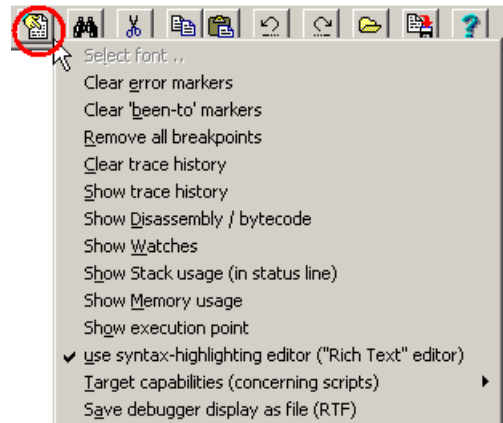 Select font ..
Clear error markers
Clear 'been-to' markers
Remove all breakpoints
Clear trace history
Show trace history
Show Disassembly / bytecode
Show Watches
Show Stack usage (in status line)
Show Memory usage
Show execution point
use syntax-highlighting editor ("Rich Text" editor)
Target capabilities (concerning scripts)
Save debugger display as file (RTF)